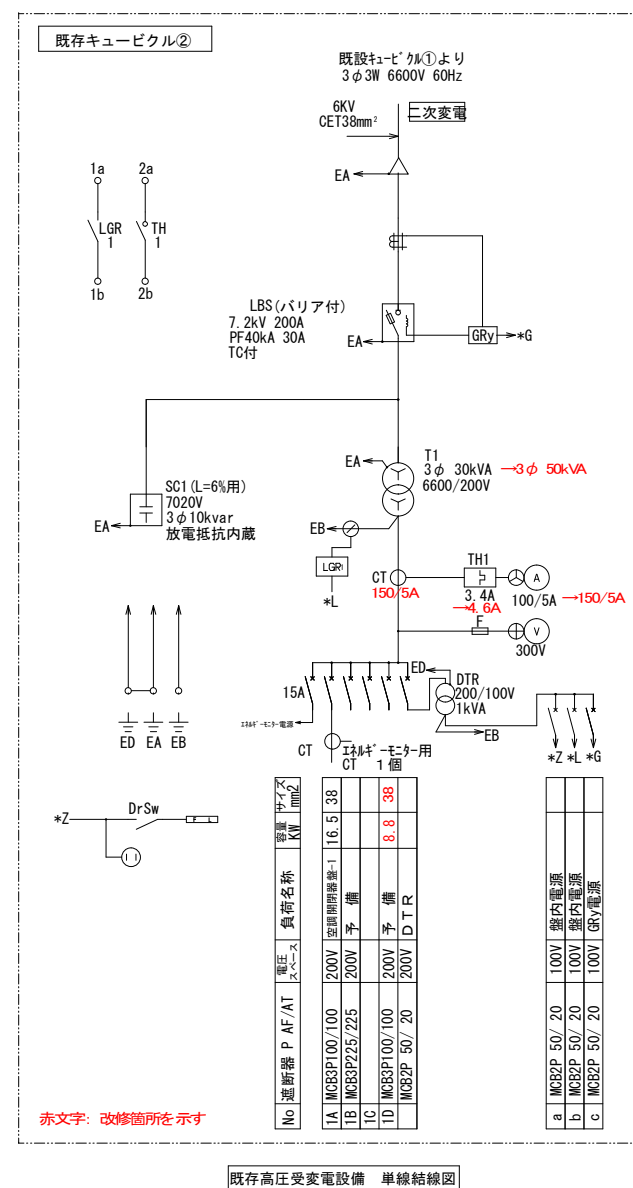 既存キュービクル②
既設ｷｭｰﾋﾞｸﾙ①より
3φ3W 6600V 60Hz
6KV
CET38mm²
二次変電
EA
1a
2a
LGR
1
TH
1
1b
2b
LBS(バリア付)
7.2kV 200A
PF40kA 30A
TC付
EA
GRy
*G
EA
T1
3φ 30kVA →3φ 50kVA
6600/200V
SC1(L=6%用)
7020V
3φ10kvar
放電抵抗内蔵
EA
EB
LGR1
*L
CT
150/5A
TH1
3.4A
→4.6A
A
100/5A →150/5A
F
V
300V
ED
DTR
200/100V
1kVA
EB
15A
ｴﾈﾙｷﾞｰﾓﾆﾀｰ電源
CT
ｴﾈﾙｷﾞｰﾓﾆﾀｰ用
CT 1個
*Z *L *G
ED EA EB
*Z
DrSw
F L
No 遮断器 P AF/AT 電圧 スペース 負荷名称 容量 KW サイズ mm2
1A MCB3P100/100 200V 空調開閉器盤-1 16.5 38
1B MCB3P225/225 200V 予 備
1C
1D MCB3P100/100 200V 予 備 8.8 38
MCB2P 50/ 20 200V DTR
a MCB2P 50/ 20 100V 盤内電源
b MCB2P 50/ 20 100V 盤内電源
c MCB2P 50/ 20 100V GRy電源
赤文字: 改修箇所を示す
既存高圧受変電設備 単線結線図